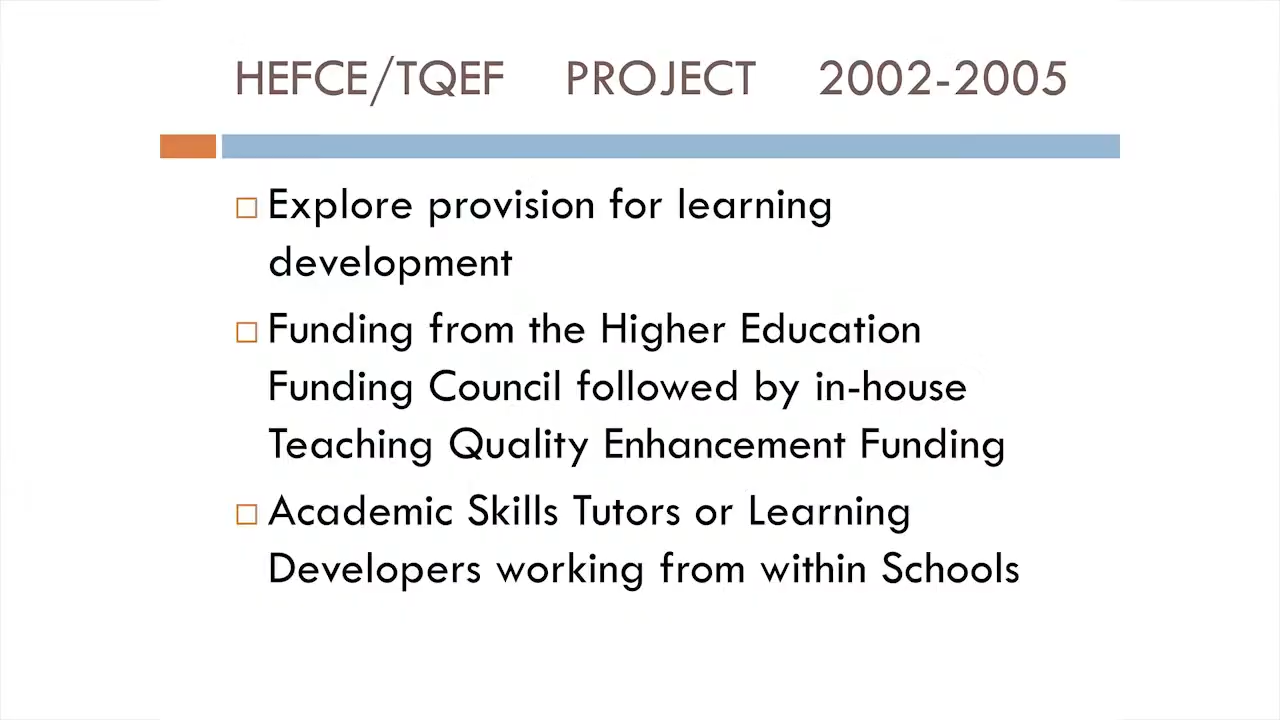 HEFCE/TQEF PROJECT 2002-2005
Explore provision for learning
development
Funding from the Higher Education
Funding Council followed by in-house
Teaching Quality Enhancement Funding
Academic Skills Tutors or Learning
Developers working from within Schools